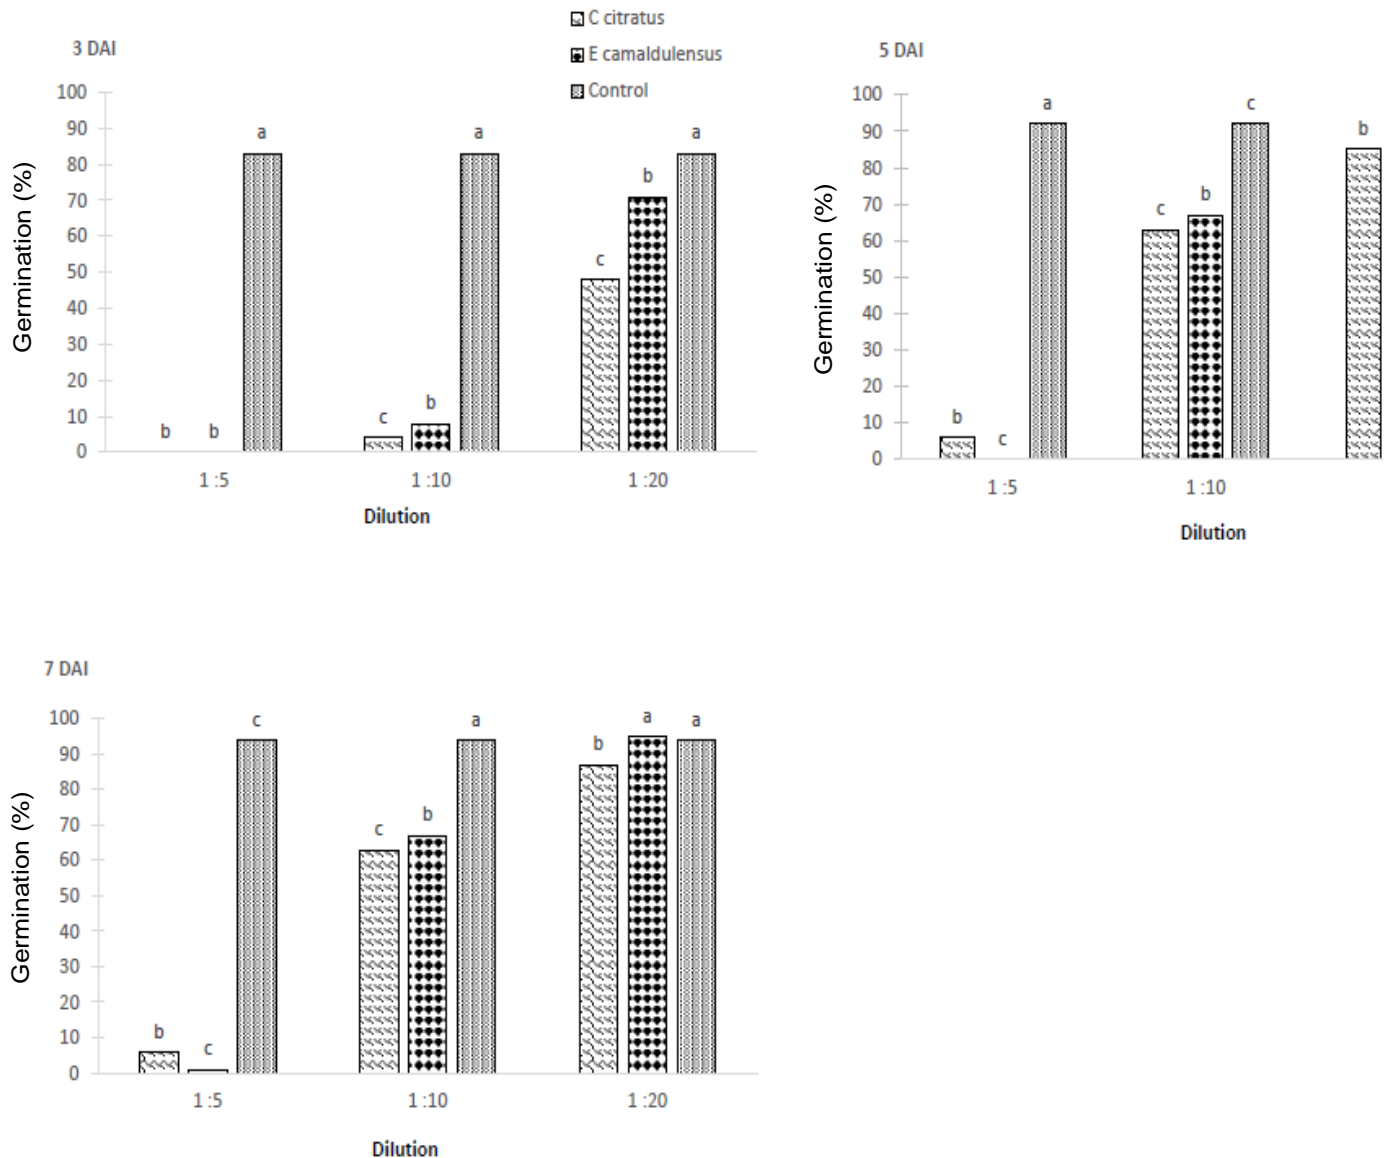 C citratus
E camaldulensus
Control
3 DAI
Germination (%)
100
90
80
70
60
50
40
30
20
10
0
b b a
c b a
c b a
1 :5 1 :10 1 :20
Dilution
5 DAI
Germination (%)
100
90
80
70
60
50
40
30
20
10
0
b c a
c b c
b
1 :5 1 :10
Dilution
7 DAI
Germination (%)
100
90
80
70
60
50
40
30
20
10
0
b c c
c b a
b a a
1 :5 1 :10 1 :20
Dilution